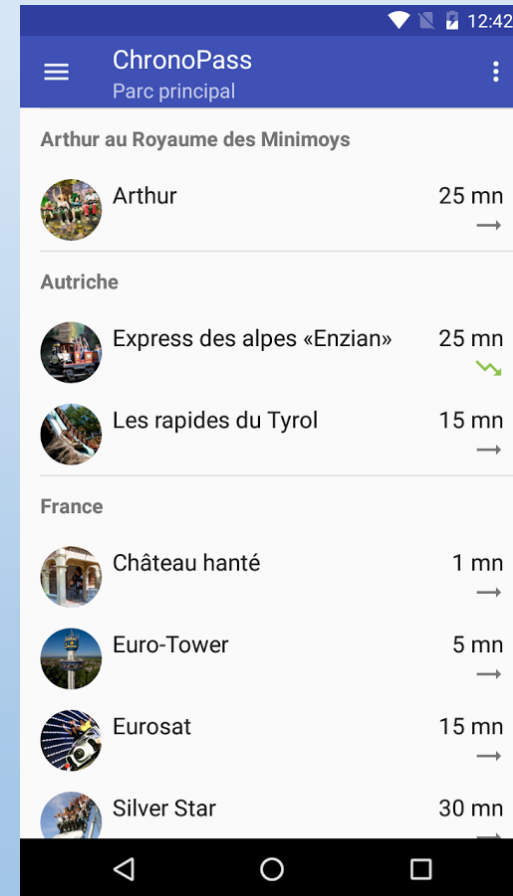 12:42
ChronoPass
Parc principal
Arthur au Royaume des Minimoys
Arthur 25 mn
Autriche
Express des alpes «Enzian» 25 mn
Les rapides du Tyrol 15 mn
France
Château hanté 1 mn
Euro-Tower 5 mn
Eurosat 15 mn
Silver Star 30 mn